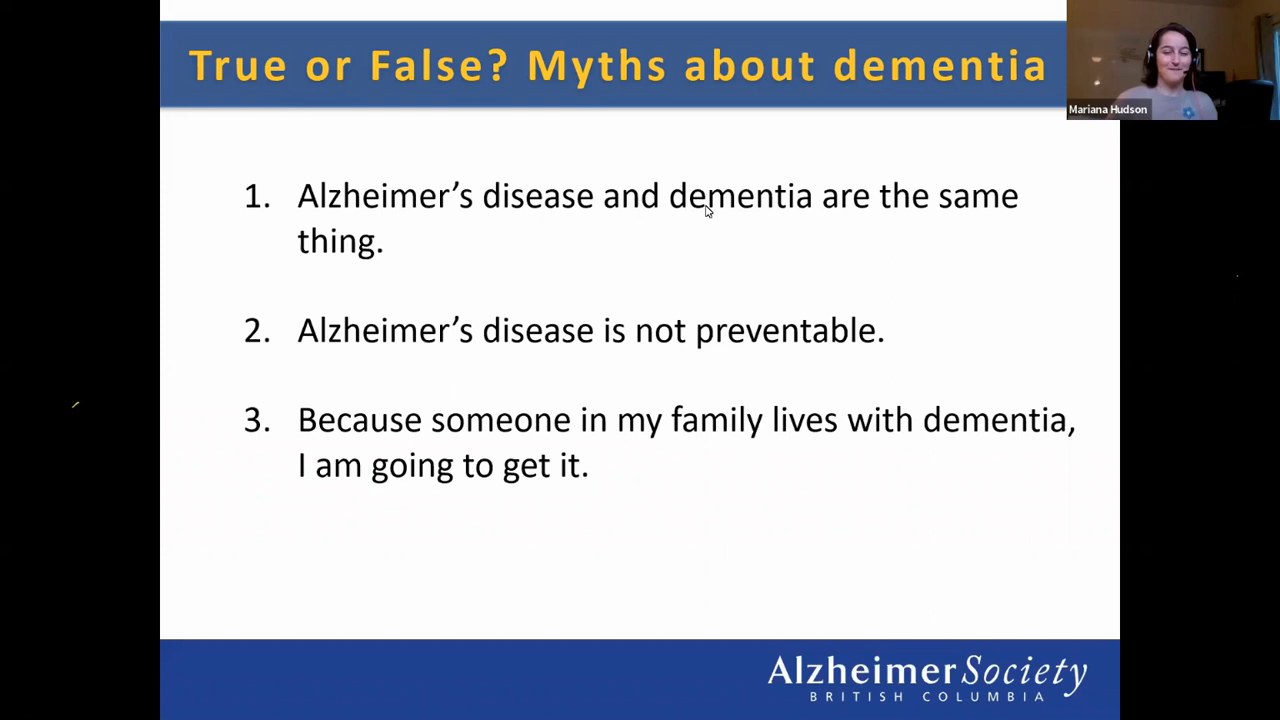 True or False? Myths about dementia
Mariana Hudson
1. Alzheimer’s disease and dementia are the same
thing.
2. Alzheimer’s disease is not preventable.
3. Because someone in my family lives with dementia,
I am going to get it.
AlzheimerSociety
BRITISH COLUMBIA